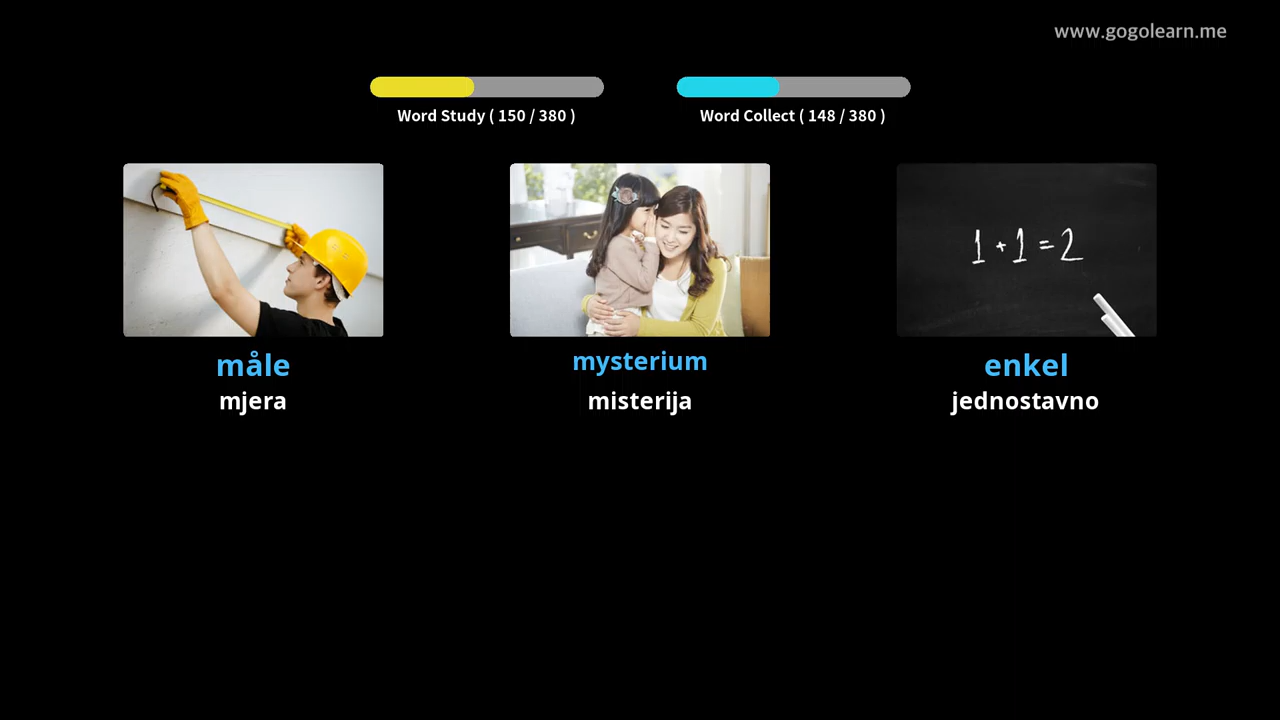 www.gogolearn.me
Word Study ( 150 / 380 )
Word Collect ( 148 / 380 )
1 + 1 = 2
måle
mysterium
enkel
mjera
misterija
jednostavno